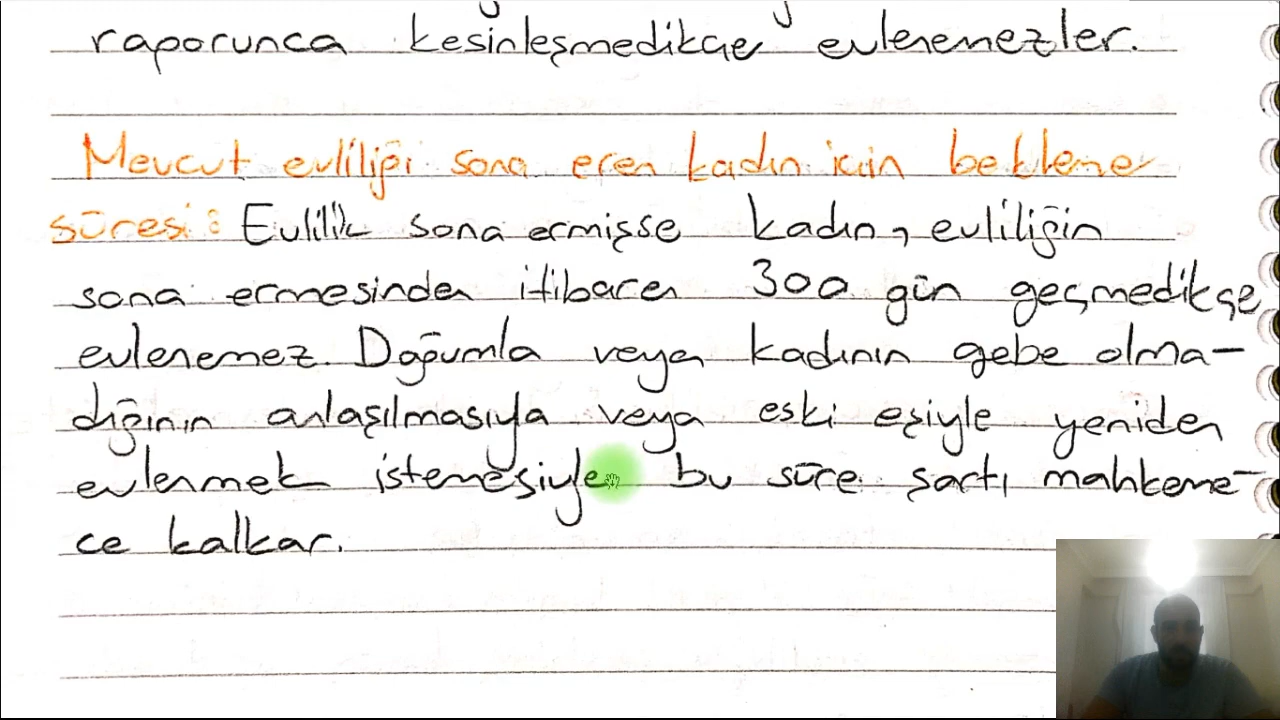 raporunca kesinleşmedikçe evlenemezler.
Mevcut evliliği sona eren kadın için bekleme
süresi: Evlilik sona ermişse kadın, evliliğin
sona ermesinden itibaren 300 gün geçmedikçe
evlenemez. Doğumla veya kadının gebe olma-
dığının anlaşılmasıyla veya eski eşiyle yeniden
evlenmek istemesiyle bu süre şartı mahkeme-
ce kalkar.